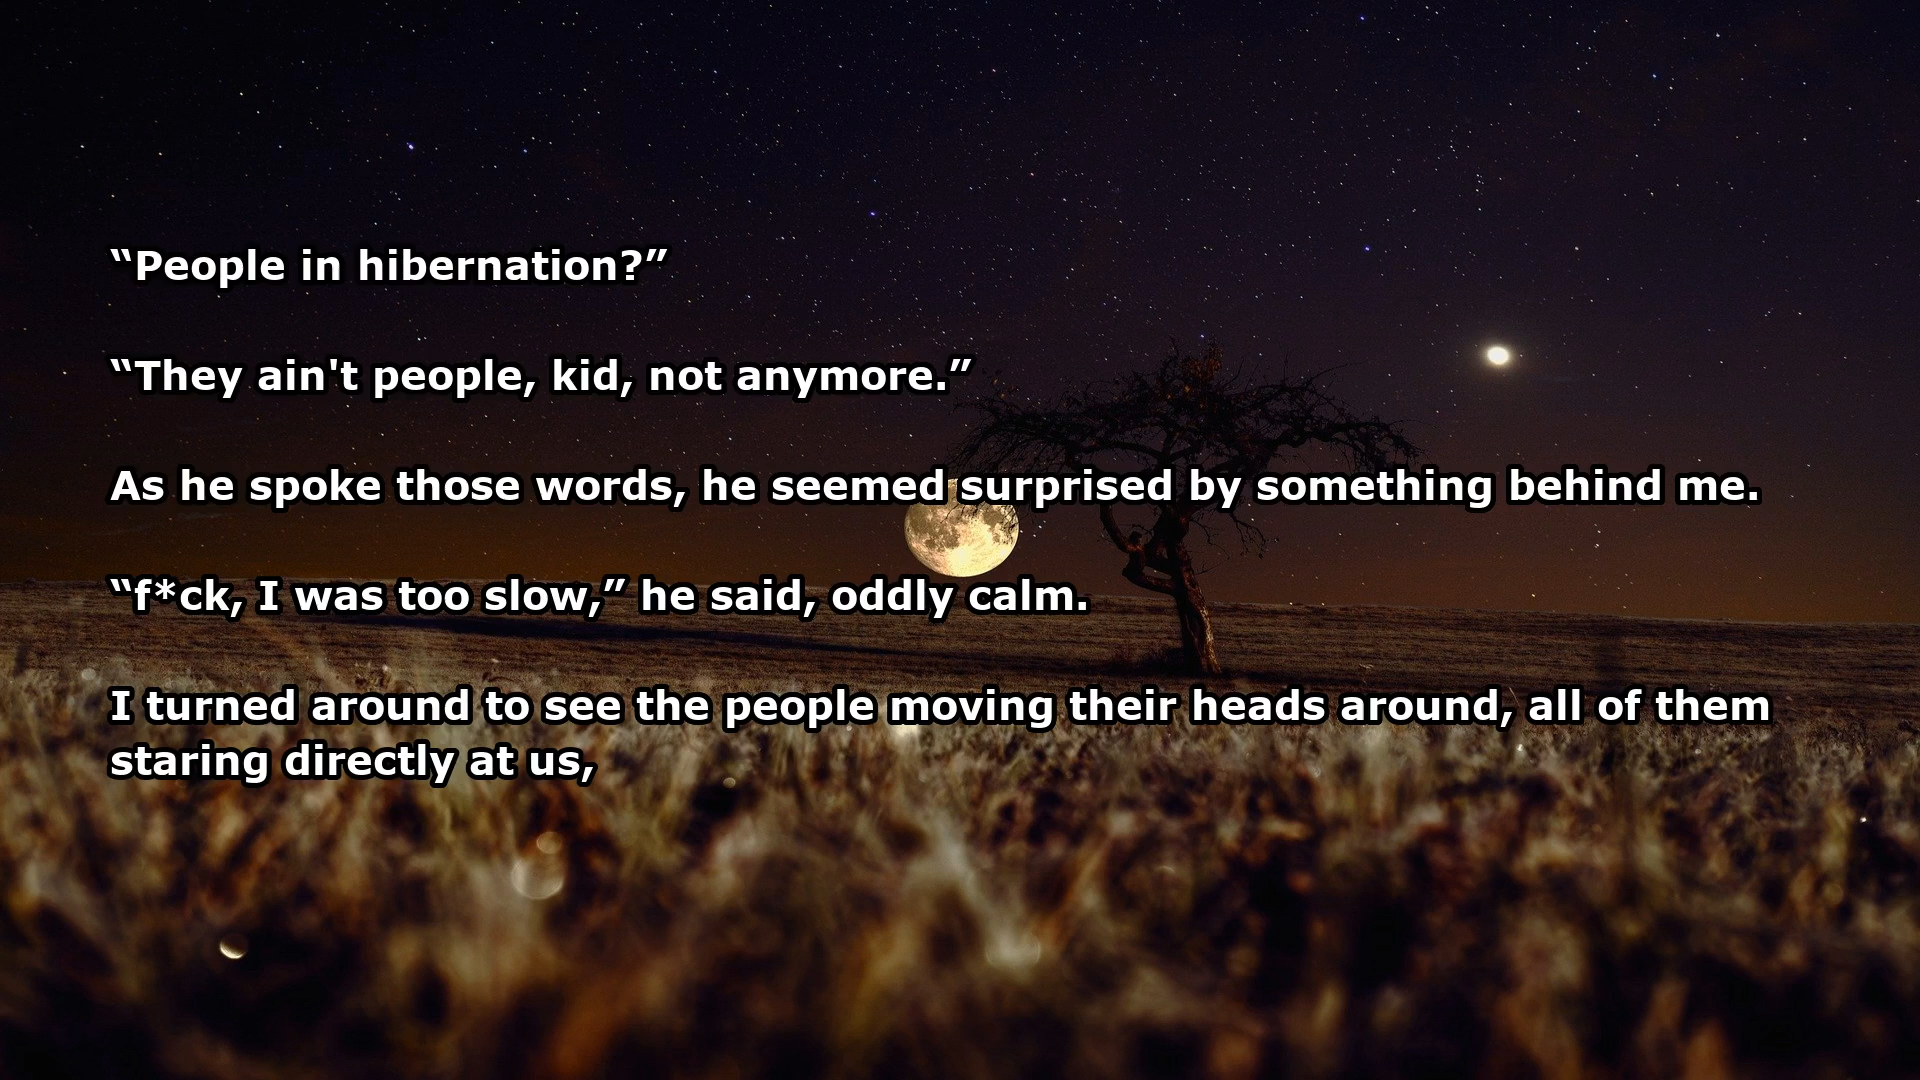 “People in hibernation?”
“They ain't people, kid, not anymore.”
As he spoke those words, he seemed surprised by something behind me.
“f*ck, I was too slow,” he said, oddly calm.
I turned around to see the people moving their heads around, all of them
staring directly at us,